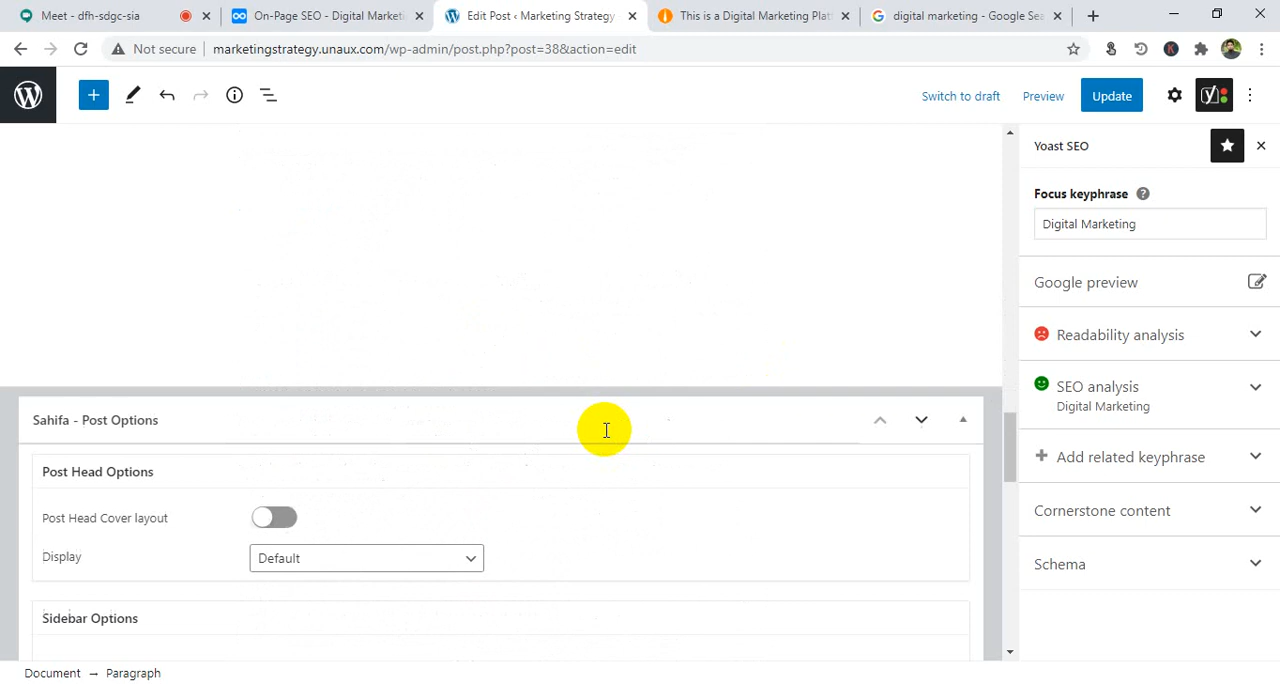 Meet - dfh-sdgc-sia
On-Page SEO - Digital Marketi
Edit Post ‹ Marketing Strategy
This is a Digital Marketing Plat
digital marketing - Google Sea
Not secure
marketingstrategy.unaux.com/wp-admin/post.php?post=38&action=edit
K
Switch to draft
Preview
Update
Yoast SEO
Focus keyphrase
Digital Marketing
Google preview
Readability analysis
SEO analysis
Digital Marketing
Add related keyphrase
Cornerstone content
Schema
Sahifa - Post Options
Post Head Options
Post Head Cover layout
Display
Default
Sidebar Options
Document → Paragraph